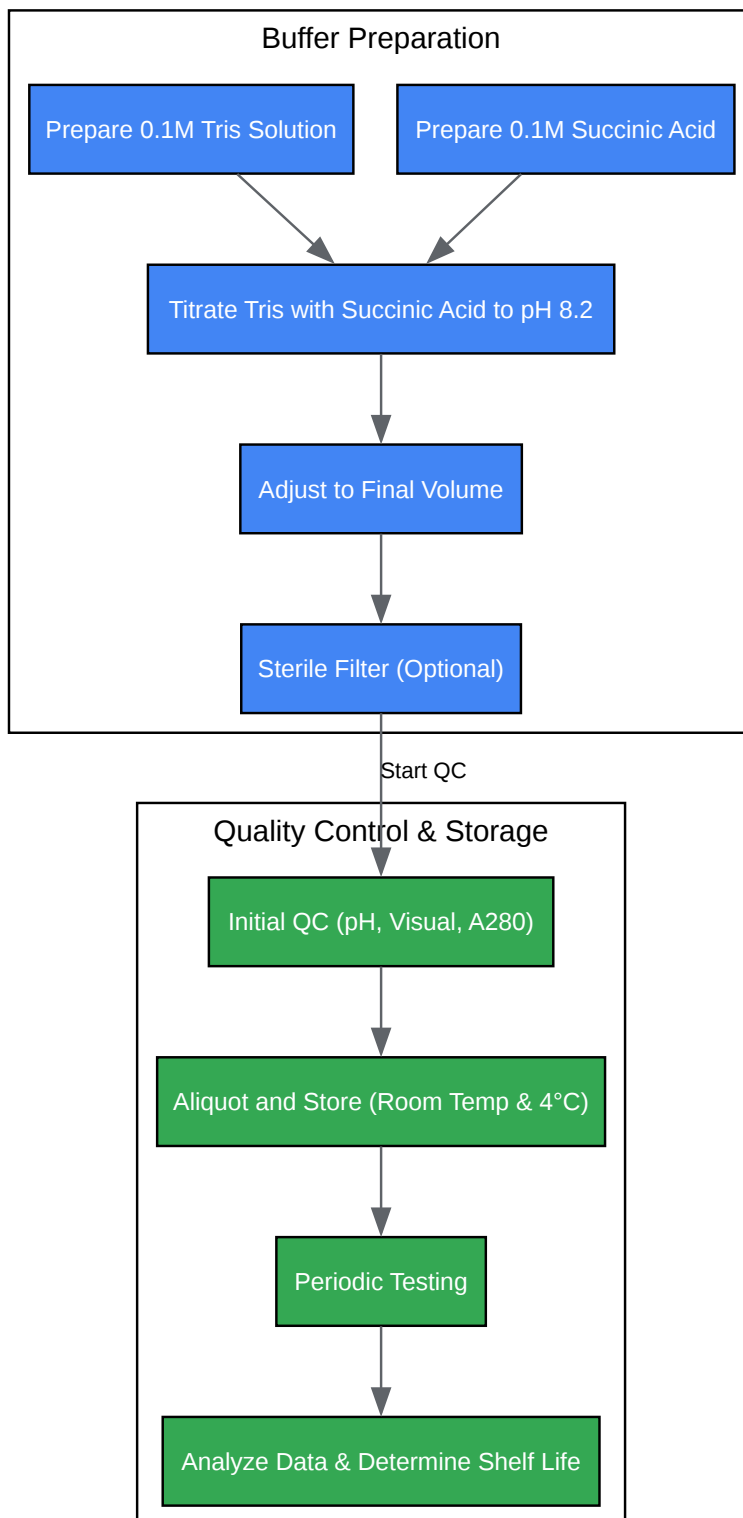 Buffer Preparation
Prepare 0.1M Tris Solution
Prepare 0.1M Succinic Acid
Titrate Tris with Succinic Acid to pH 8.2
Adjust to Final Volume
Sterile Filter (Optional)
Start QC
Quality Control & Storage
Initial QC (pH, Visual, A280)
Aliquot and Store (Room Temp & 4°C)
Periodic Testing
Analyze Data & Determine Shelf Life